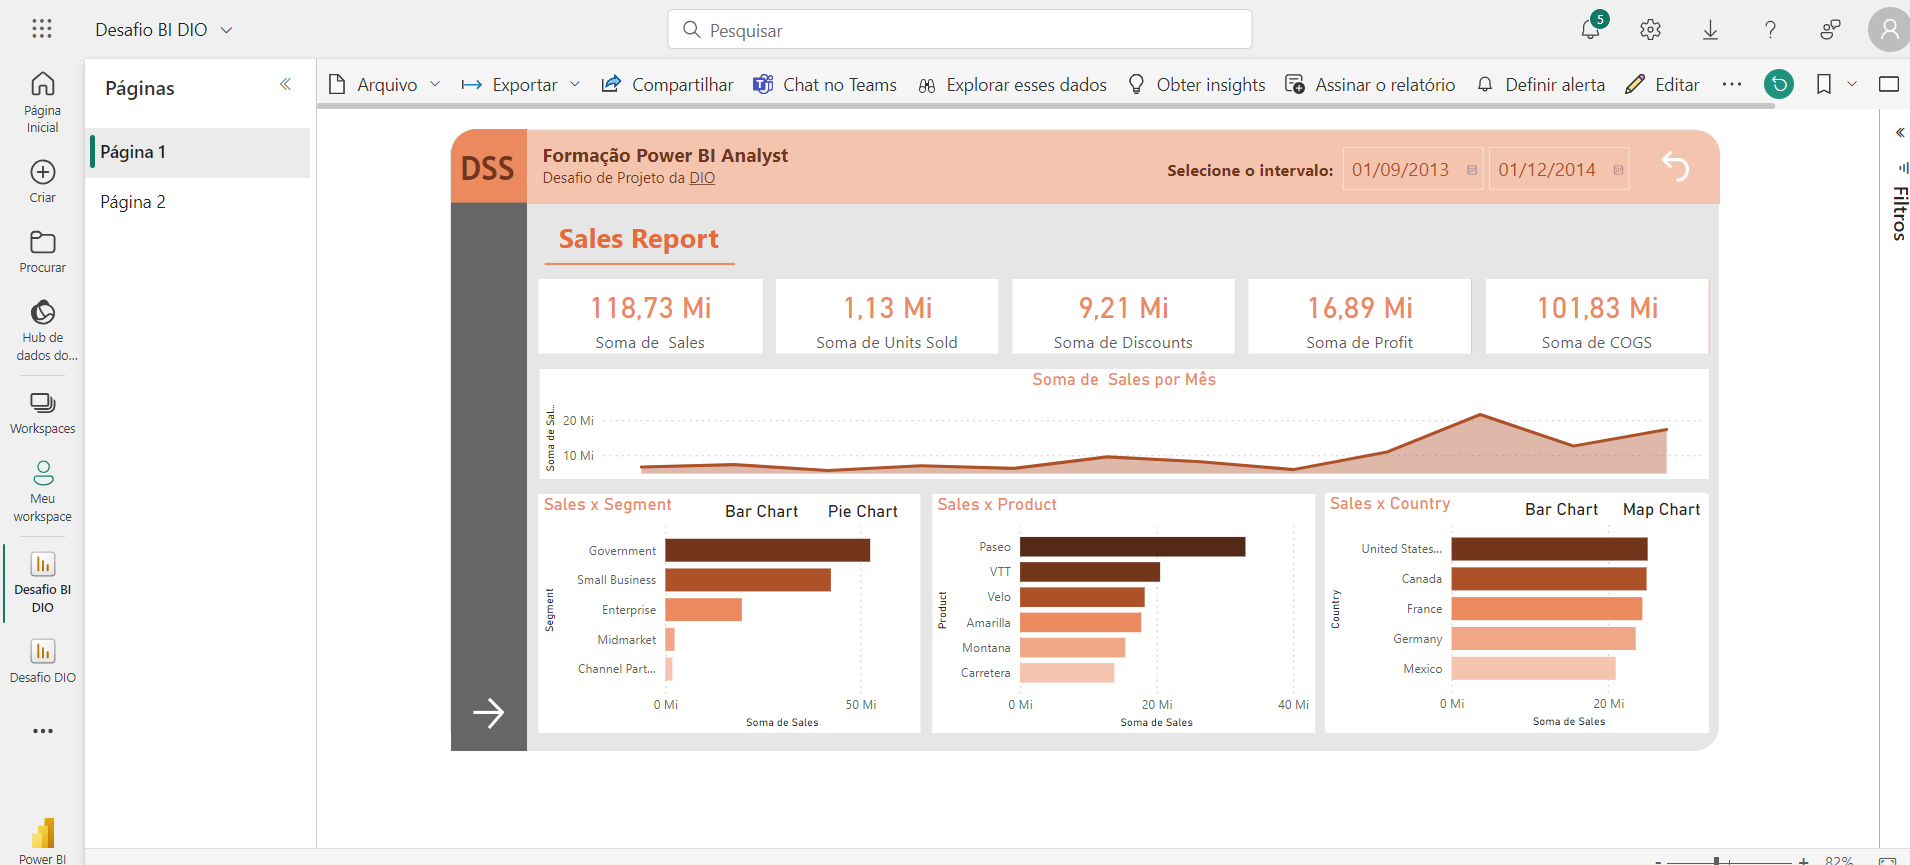 Desafio BI DIO
Pesquisar
5
Página
Inicial
Criar
Procurar
Hub de
dados do...
Workspaces
Meu
workspace
Desafio BI
DIO
Desafio DIO
Power BI
Páginas
Página 1
Página 2
Arquivo
Exportar
Compartilhar
Chat no Teams
Explorar esses dados
Obter insights
Assinar o relatório
Definir alerta
Editar
Filtros
DSS
Formação Power BI Analyst
Desafio de Projeto da DIO
Selecione o intervalo:
01/09/2013
01/12/2014
Sales Report
118,73 Mi
Soma de  Sales
1,13 Mi
Soma de Units Sold
9,21 Mi
Soma de Discounts
16,89 Mi
Soma de Profit
101,83 Mi
Soma de COGS
Soma de  Sales por Mês
Soma de Sal...
20 Mi
10 Mi
Sales x Segment
Bar Chart
Pie Chart
Segment
Government
Small Business
Enterprise
Midmarket
Channel Part...
0 Mi
50 Mi
Soma de Sales
Sales x Product
Product
Paseo
VTT
Velo
Amarilla
Montana
Carretera
0 Mi
20 Mi
40 Mi
Soma de Sales
Sales x Country
Bar Chart
Map Chart
Country
United States...
Canada
France
Germany
Mexico
0 Mi
20 Mi
Soma de Sales
- + 82%